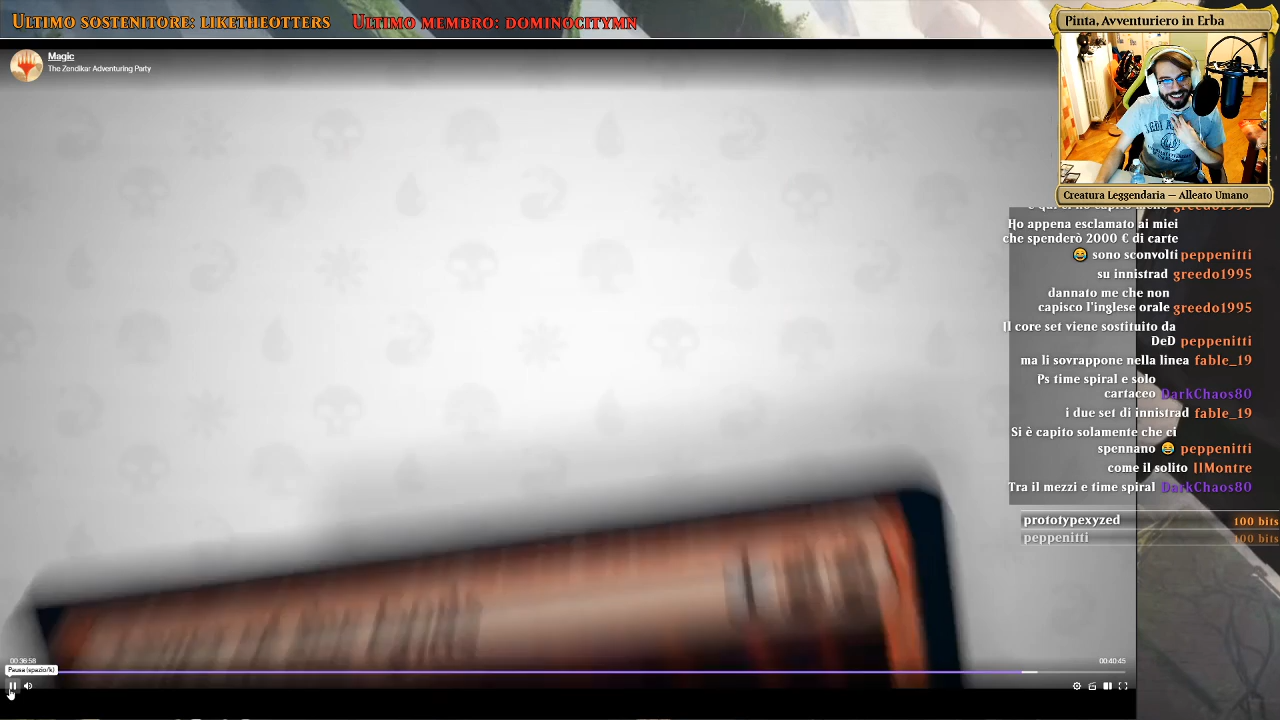 Ultimo sostenitore: liketheotters Ultimo membro: dominocitymn
Pinta, Avventuriero in Erba
Magic
The Zendikar Adventuring Party
Creatura Leggendaria — Alleato Umano
greedo1995
Ho appena esclamato ai miei
che spenderò 2000 € di carte
😂 sono sconvolti peppenitti
su innistrad greedo1995
dannato me che non
capisco l'inglese orale greedo1995
Il core set viene sostituito da
DeD peppenitti
ma li sovrappone nella linea fable_19
Ps time spiral e solo
cartaceo DarkChaos80
i due set di innistrad fable_19
Si è capito solamente che ci
spennano 😂 peppenitti
come il solito IlMontre
Tra il mezzi e time spiral DarkChaos80
prototypexyzed 100 bits
peppenitti 100 bits
00:36:58
00:40:45
Pausa (spazio/k)